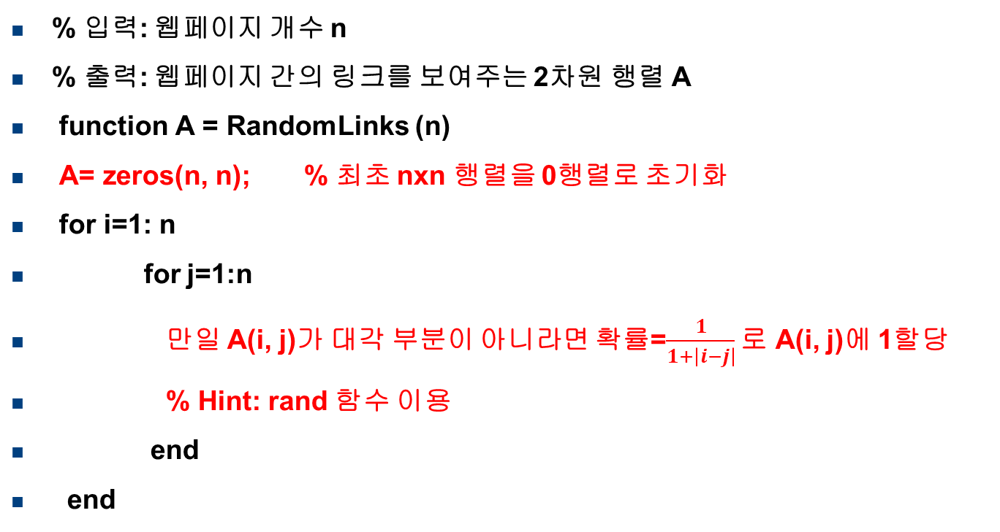 % 입력: 웹페이지 개수 n
% 출력: 웹페이지 간의 링크를 보여주는 2차원 행렬 A
function A = RandomLinks (n)
A= zeros(n, n); % 최초 nxn 행렬을 0행렬로 초기화
for i=1: n
for j=1:n
만일 A(i, j)가 대각 부분이 아니라면 확률=\frac{1}{1+|i-j|} 로 A(i, j)에 1할당
% Hint: rand 함수 이용
end
end